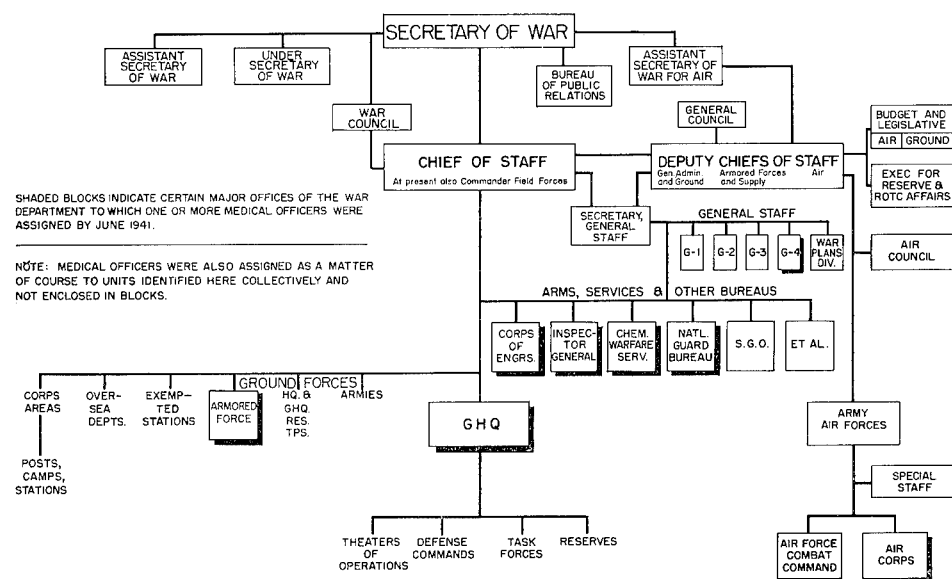 SECRETARY OF WAR
ASSISTANT
SECRETARY
OF WAR
UNDER
SECRETARY
OF WAR
WAR
COUNCIL
BUREAU
OF PUBLIC
RELATIONS
ASSISTANT
SECRETARY OF
WAR FOR AIR
GENERAL
COUNCIL
BUDGET AND
LEGISLATIVE
AIR GROUND
CHIEF OF STAFF
At present also Commander Field Forces
DEPUTY CHIEFS OF STAFF
Gen. Admin. Armored Forces Air
and Ground and Supply
EXEC FOR
RESERVE &
ROTC AFFAIRS
SHADED BLOCKS INDICATE CERTAIN MAJOR OFFICES OF THE WAR
DEPARTMENT TO WHICH ONE OR MORE MEDICAL OFFICERS WERE
ASSIGNED BY JUNE 1941.
NOTE: MEDICAL OFFICERS WERE ALSO ASSIGNED AS A MATTER
OF COURSE TO UNITS IDENTIFIED HERE COLLECTIVELY AND
NOT ENCLOSED IN BLOCKS.
SECRETARY,
GENERAL
STAFF
GENERAL STAFF
G-1
G-2
G-3
G-4
WAR
PLANS
DIV.
AIR
COUNCIL
ARMS, SERVICES & OTHER BUREAUS
CORPS
OF
ENGRS.
INSPEC-
TOR
GENERAL
CHEM.
WARFARE
SERV.
NATL.
GUARD
BUREAU
S.G.O.
ET AL.
GROUND FORCES
CORPS
AREAS
OVER-
SEA
DEPTS.
EXEMP-
TED
STATIONS
ARMORED
FORCE
HQ. &
GHQ.
RES.
TPS.
ARMIES
POSTS,
CAMPS,
STATIONS
GHQ
ARMY
AIR FORCES
SPECIAL
STAFF
THEATERS
OF
OPERATIONS
DEFENSE
COMMANDS
TASK
FORCES
RESERVES
AIR FORCE
COMBAT
COMMAND
AIR
CORPS